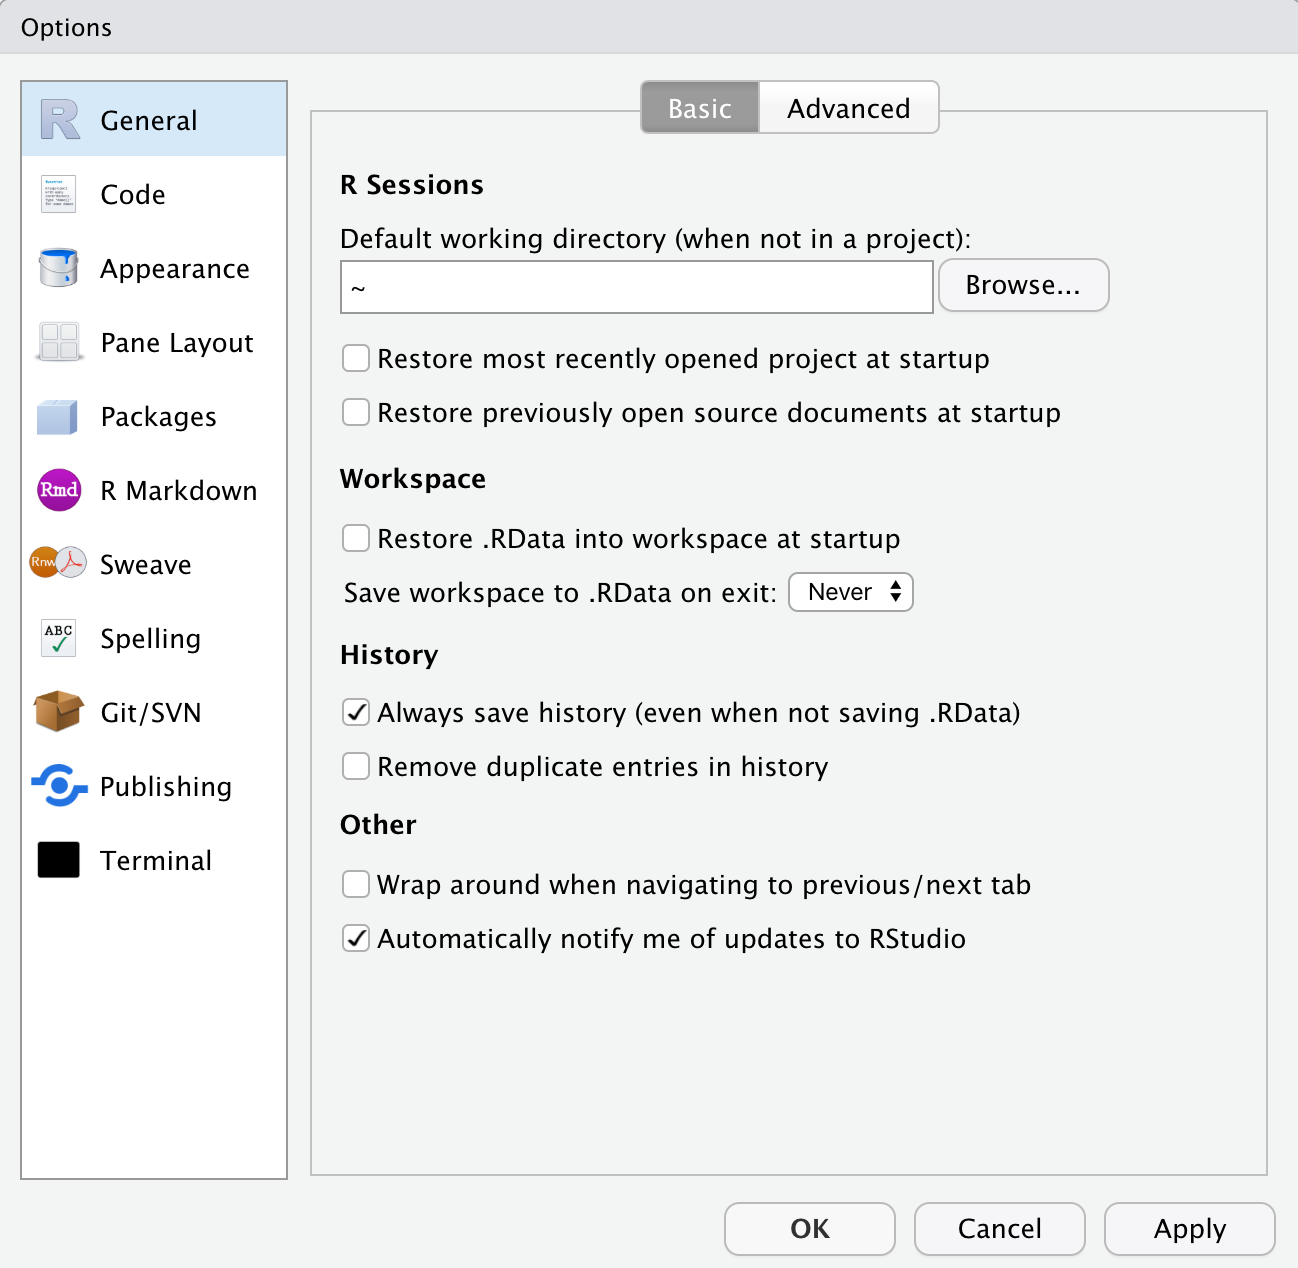 Options
General
Code
Appearance
Pane Layout
Packages
Rmd
R Markdown
Rnw
Sweave
ABC
Spelling
Git/SVN
Publishing
Terminal
Basic
Advanced
R Sessions
Default working directory (when not in a project):
~
Browse...
Restore most recently opened project at startup
Restore previously open source documents at startup
Workspace
Restore .RData into workspace at startup
Save workspace to .RData on exit: Never
History
Always save history (even when not saving .RData)
Remove duplicate entries in history
Other
Wrap around when navigating to previous/next tab
Automatically notify me of updates to RStudio
OK
Cancel
Apply